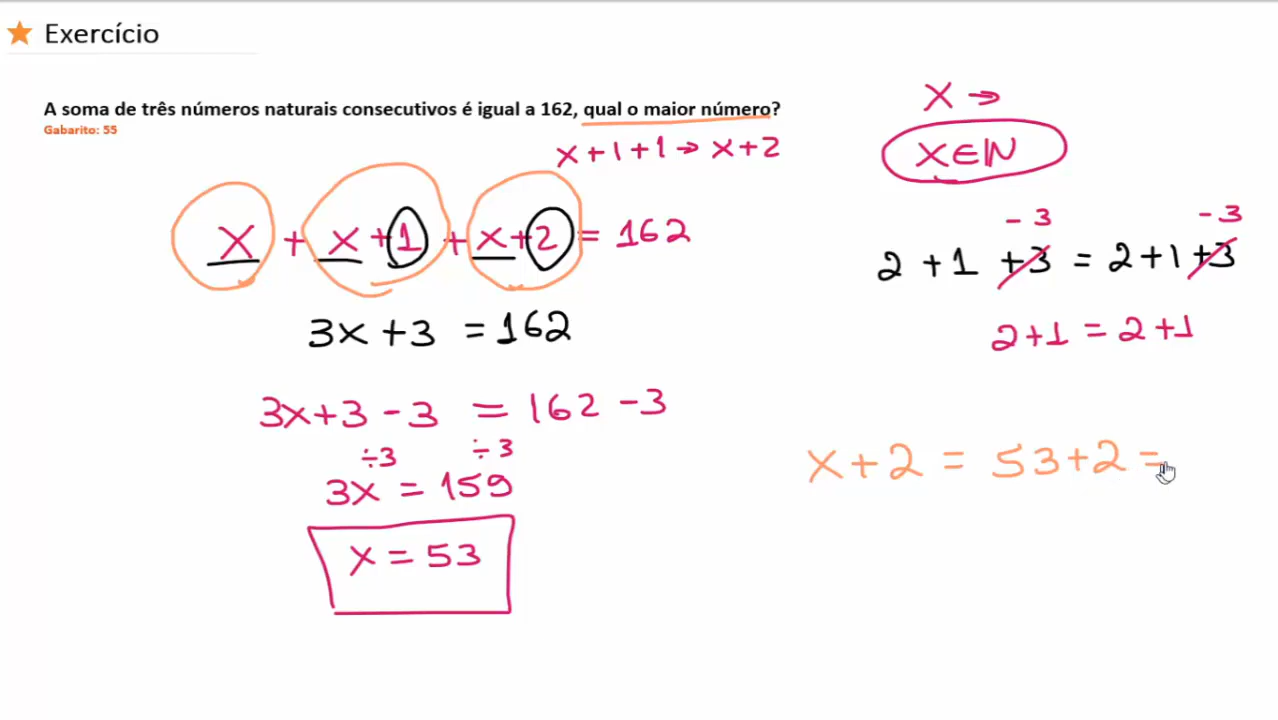 Exercício
A soma de três números naturais consecutivos é igual a 162, qual o maior número?
Gabarito: 55
x+1+1→ x+2
x + x+1 + x+2 = 162
3x+3 = 162
3x+3-3 = 162-3
÷3 ÷3
3x = 159
x = 53
x →
x∈ℕ
-3 -3
2+1+3 = 2+1+3
2+1 = 2+1
x+2 = 53+2 =